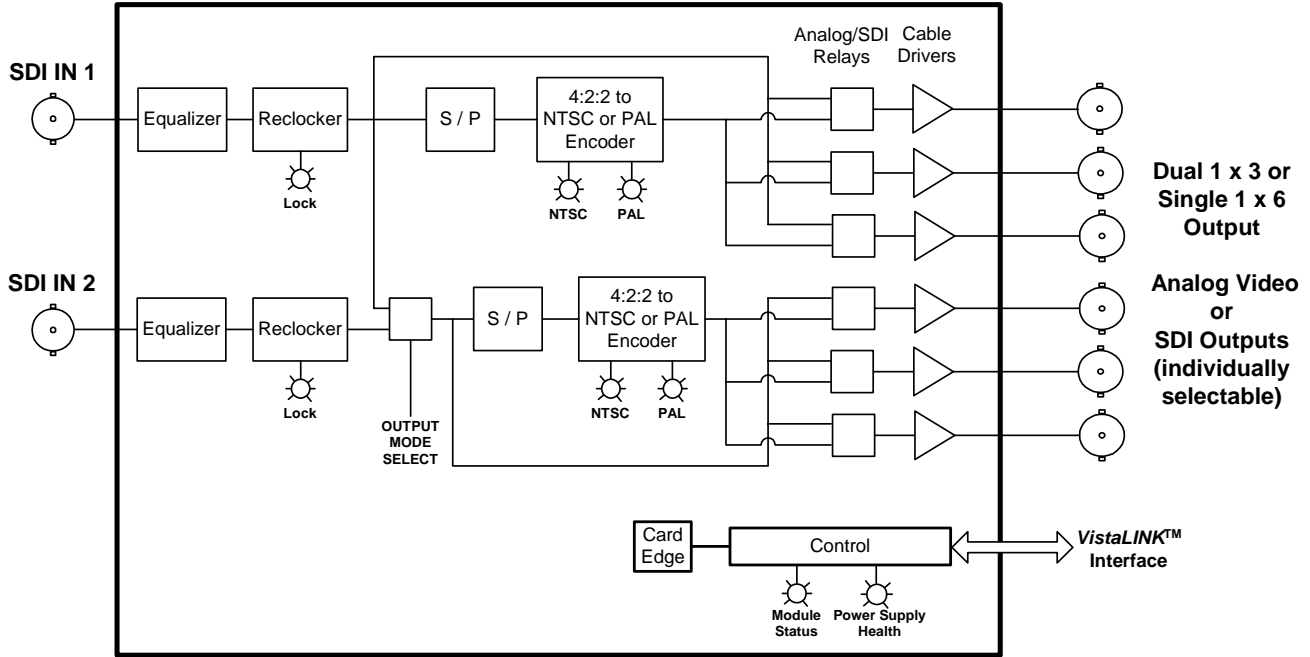 Analog/SDI
Relays
Cable
Drivers
SDI IN 1
Equalizer
Reclocker
S / P
4:2:2 to
NTSC or PAL
Encoder
Lock
NTSC
PAL
Dual 1 x 3 or
Single 1 x 6
Output
SDI IN 2
Equalizer
Reclocker
S / P
4:2:2 to
NTSC or PAL
Encoder
Lock
NTSC
PAL
OUTPUT
MODE
SELECT
Analog Video
or
SDI Outputs
(individually
selectable)
Card
Edge
Control
VistaLINK™
Interface
Module
Status
Power Supply
Health